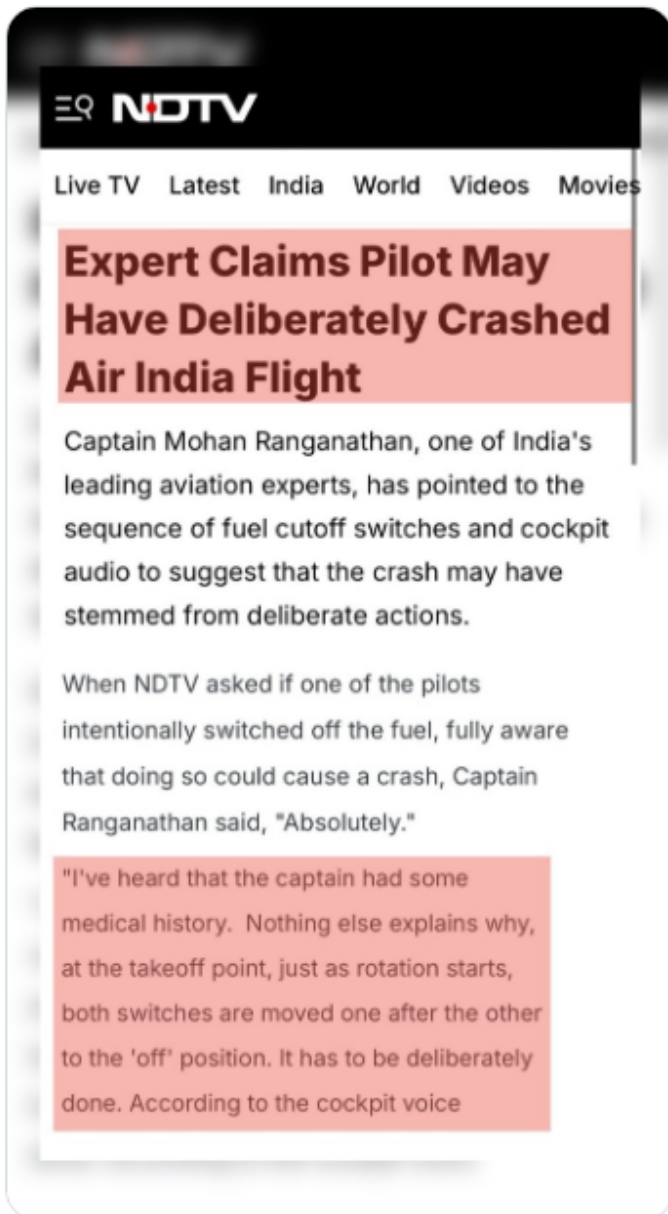 NDTV
Live TV Latest India World Videos Movies
Expert Claims Pilot May
Have Deliberately Crashed
Air India Flight
Captain Mohan Ranganathan, one of India's
leading aviation experts, has pointed to the
sequence of fuel cutoff switches and cockpit
audio to suggest that the crash may have
stemmed from deliberate actions.
When NDTV asked if one of the pilots
intentionally switched off the fuel, fully aware
that doing so could cause a crash, Captain
Ranganathan said, "Absolutely."
"I've heard that the captain had some
medical history. Nothing else explains why,
at the takeoff point, just as rotation starts,
both switches are moved one after the other
to the 'off' position. It has to be deliberately
done. According to the cockpit voice